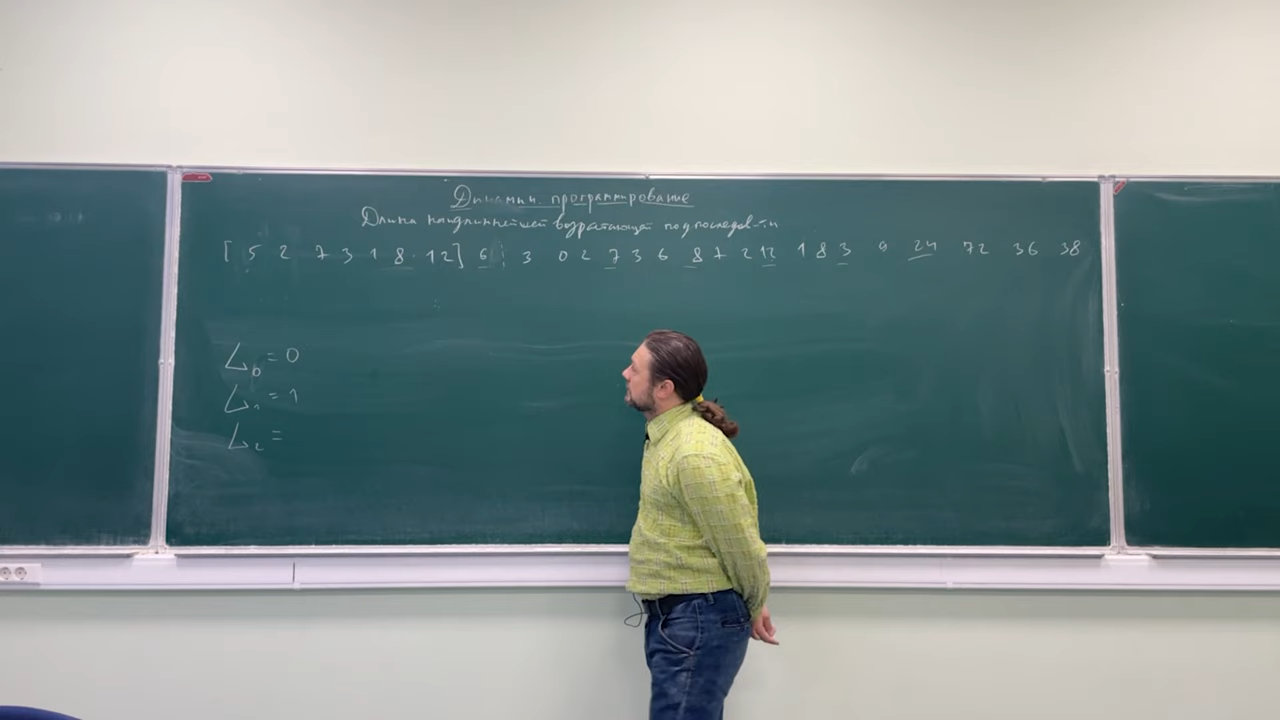 Динамич. программирование
Длина наидлиннейшей возрастающей подпоследов-ти
[ 5 2 7 3 1 8 12 ] 6 3 0 2 7 3 6 8 7 2 12 1 8 3 9 24 72 36 38
L₀ = 0
L₁ = 1
L₂ =